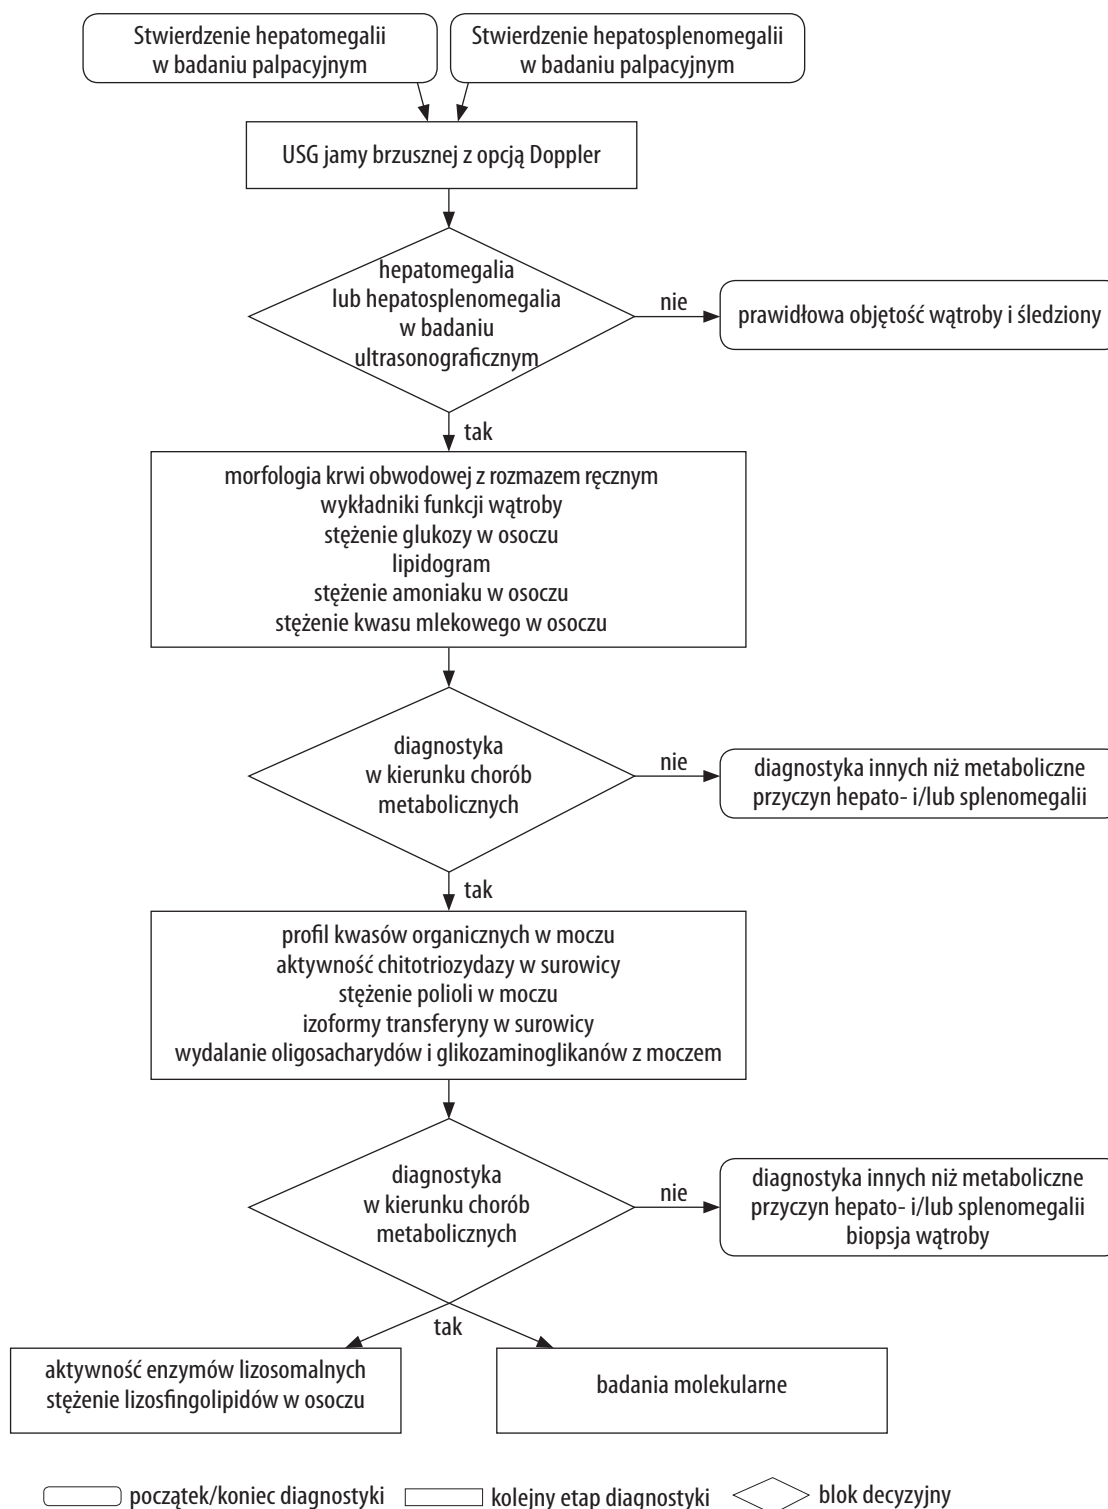 Stwierdzenie hepatomegalii
w badaniu palpacyjnym
Stwierdzenie hepatosplenomegalii
w badaniu palpacyjnym
USG jamy brzusznej z opcją Doppler
hepatomegalia
lub hepatosplenomegalia
w badaniu
ultrasonograficznym
nie
prawidłowa objętość wątroby i śledziony
tak
morfologia krwi obwodowej z rozmazem ręcznym
wykładniki funkcji wątroby
stężenie glukozy w osoczu
lipidogram
stężenie amoniaku w osoczu
stężenie kwasu mlekowego w osoczu
diagnostyka
w kierunku chorób
metabolicznych
nie
diagnostyka innych niż metaboliczne
przyczyn hepato- i/lub splenomegalii
tak
profil kwasów organicznych w moczu
aktywność chitotriozydazy w surowicy
stężenie polioli w moczu
izoformy transferyny w surowicy
wydalanie oligosacharydów i glikozaminoglikanów z moczem
diagnostyka
w kierunku chorób
metabolicznych
nie
diagnostyka innych niż metaboliczne
przyczyn hepato- i/lub splenomegalii
biopsja wątroby
tak
aktywność enzymów lizosomalnych
stężenie lizosfingolipidów w osoczu
badania molekularne
początek/koniec diagnostyki
kolejny etap diagnostyki
blok decyzyjny